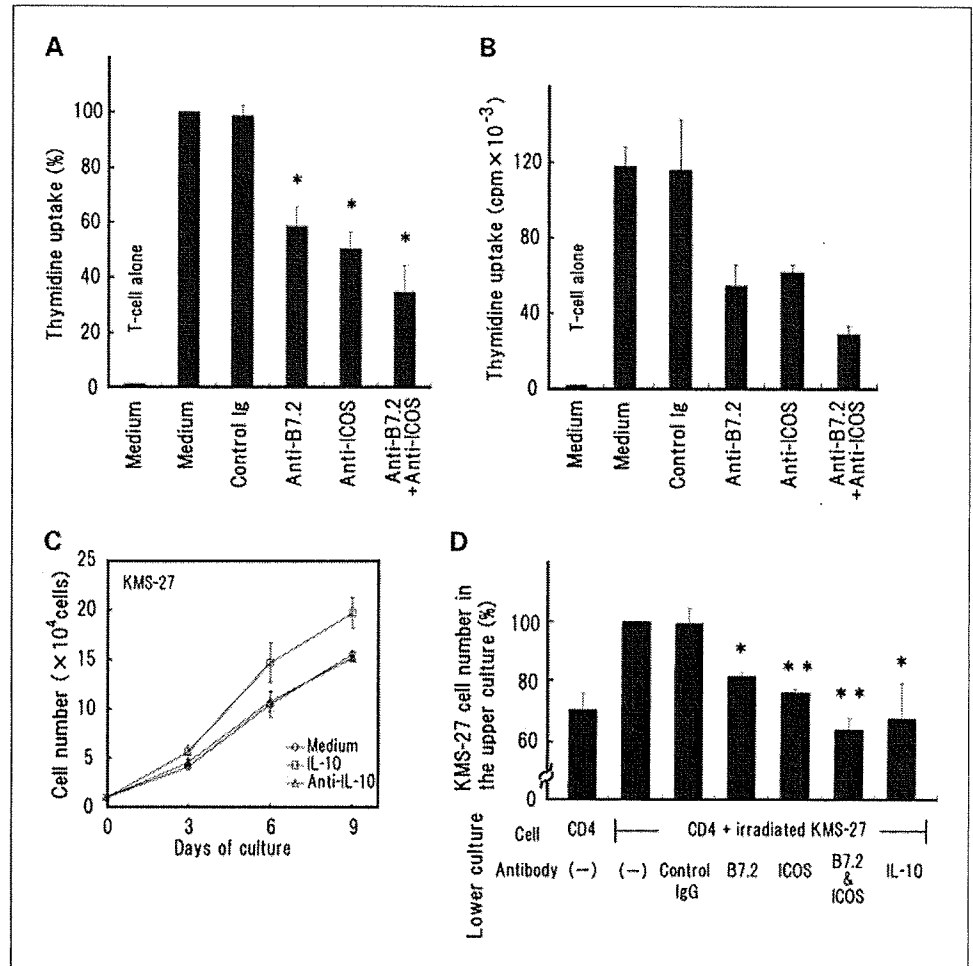 A
Thymidine uptake (%)
100
80
60
40
20
0
T-cell alone
*
*
*
Medium
Medium
Control Ig
Anti-B7.2
Anti-ICOS
Anti-B7.2
+Anti-ICOS
B
Thymidine uptake (cpm×10-3)
120
80
40
0
T-cell alone
Medium
Medium
Control Ig
Anti-B7.2
Anti-ICOS
Anti-B7.2
+Anti-ICOS
C
Cell number (×10⁴cells)
25
20
15
10
5
0
KMS-27
Medium
IL-10
Anti-IL-10
0 3 6 9
Days of culture
D
KMS-27 cell number in
the upper culture (%)
100
80
60
0
*
**
**
*
Lower culture
Cell CD4 CD4 + irradiated KMS-27
Antibody (-) (-) Control IgG B7.2 ICOS B7.2 & ICOS IL-10